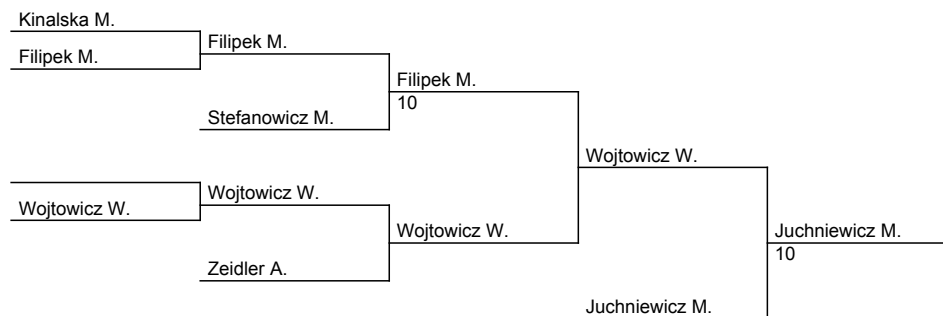 Kinalska M.
Filipek M.
Filipek M.
Filipek M.
10
Stefanowicz M.
Wojtowicz W.
Wojtowicz W.
Wojtowicz W.
Wojtowicz W.
Zeidler A.
Juchniewicz M.
10
Juchniewicz M.